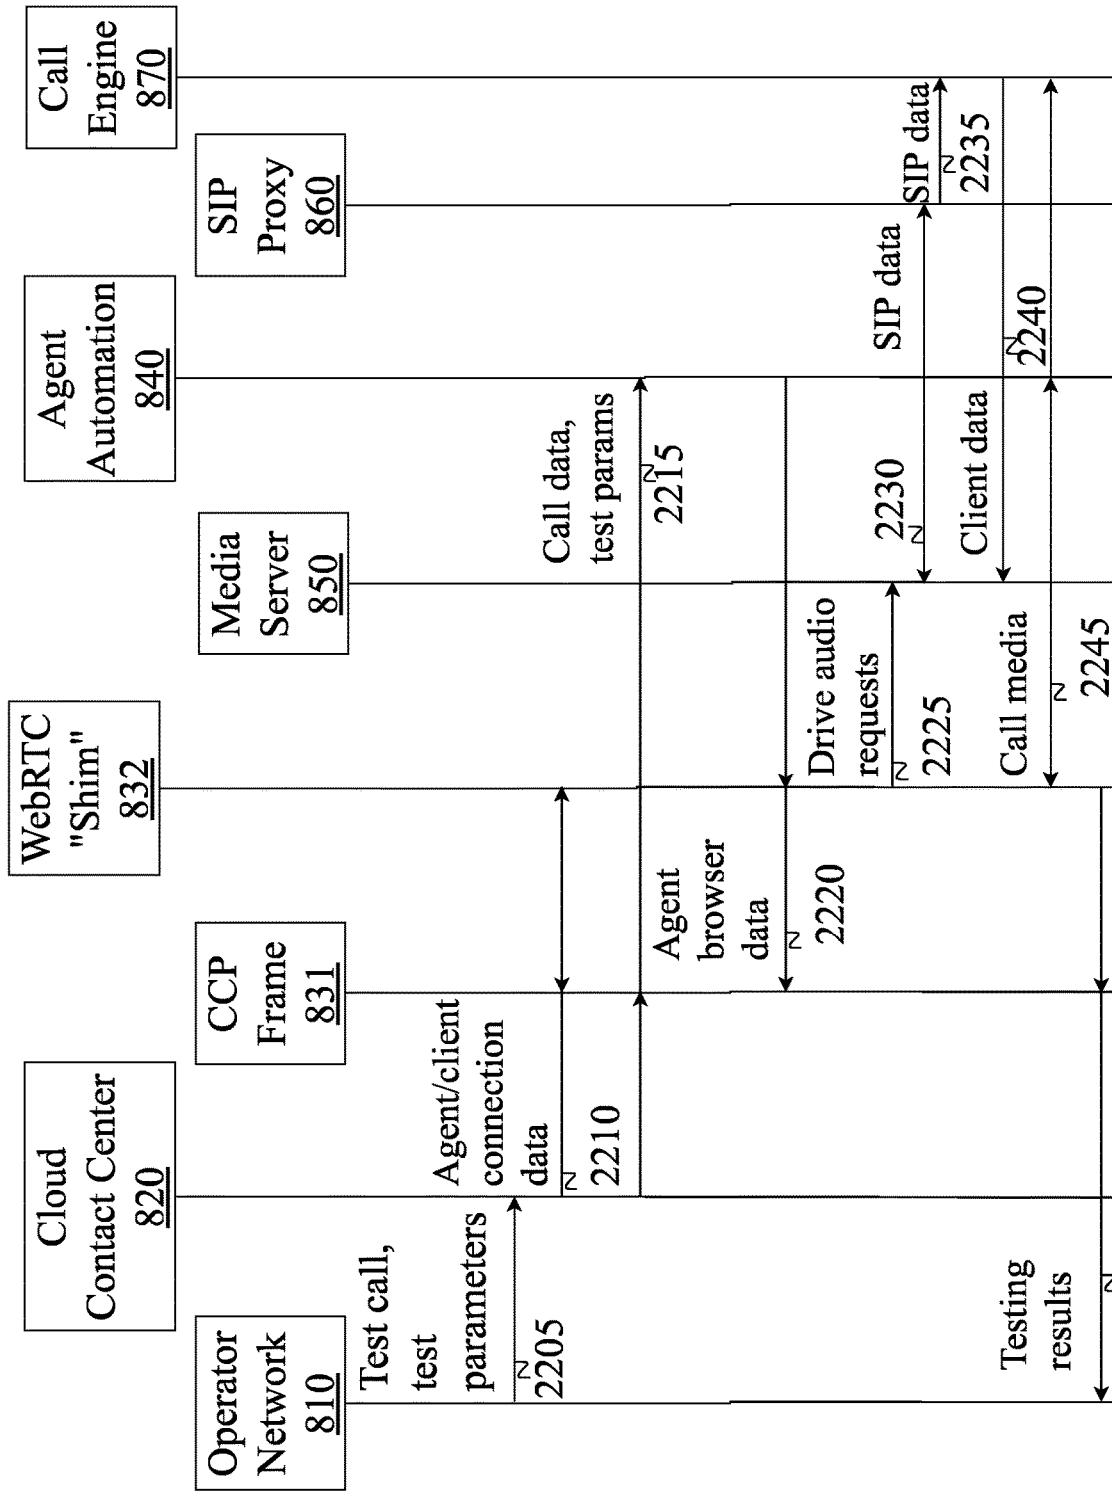 Operator
Network
810
Cloud
Contact Center
820
CCP
Frame
831
WebRTC
"Shim"
832
Media
Server
850
Agent
Automation
840
SIP
Proxy
860
Call
Engine
870
Test call,
test
parameters
2205
Agent/client
connection
data
2210
Call data,
test params
2215
Agent
browser
data
2220
Drive audio
requests
2225
SIP data
2230
SIP data
2235
Client data
2240
Call media
2245
Testing
results